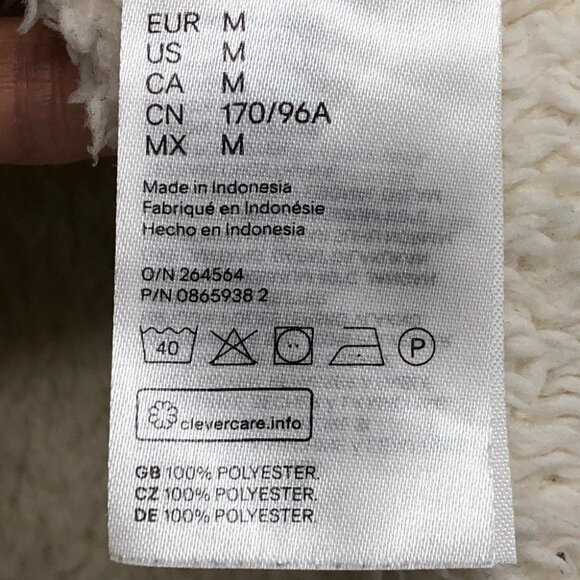 EUR M
US M
CA M
CN 170/96A
MX M
Made in Indonesia
Fabriqué en Indonésie
Hecho en Indonesia
O/N 264564
P/N 0865938 2
40 P
clevercare.info
GB 100% POLYESTER.
CZ 100% POLYESTER.
DE 100% POLYESTER.